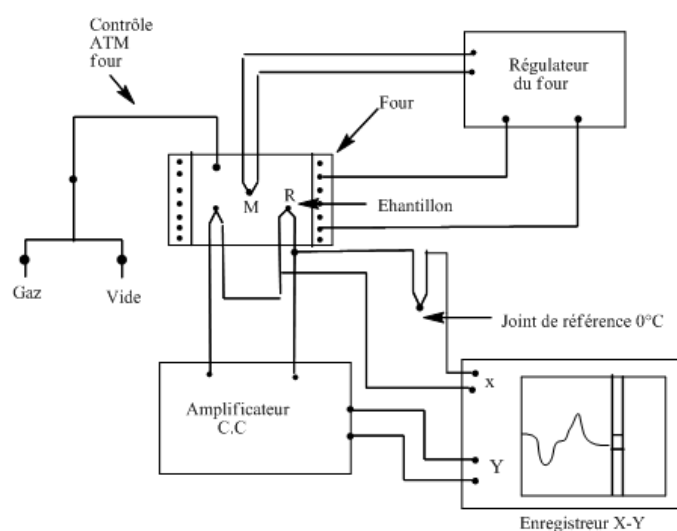 Contrôle
ATM
four
Régulateur
du four
Four
M
R
Ehantillon
Gaz
Vide
Joint de référence 0°C
Amplificateur
C.C
x
Y
Enregistreur X-Y